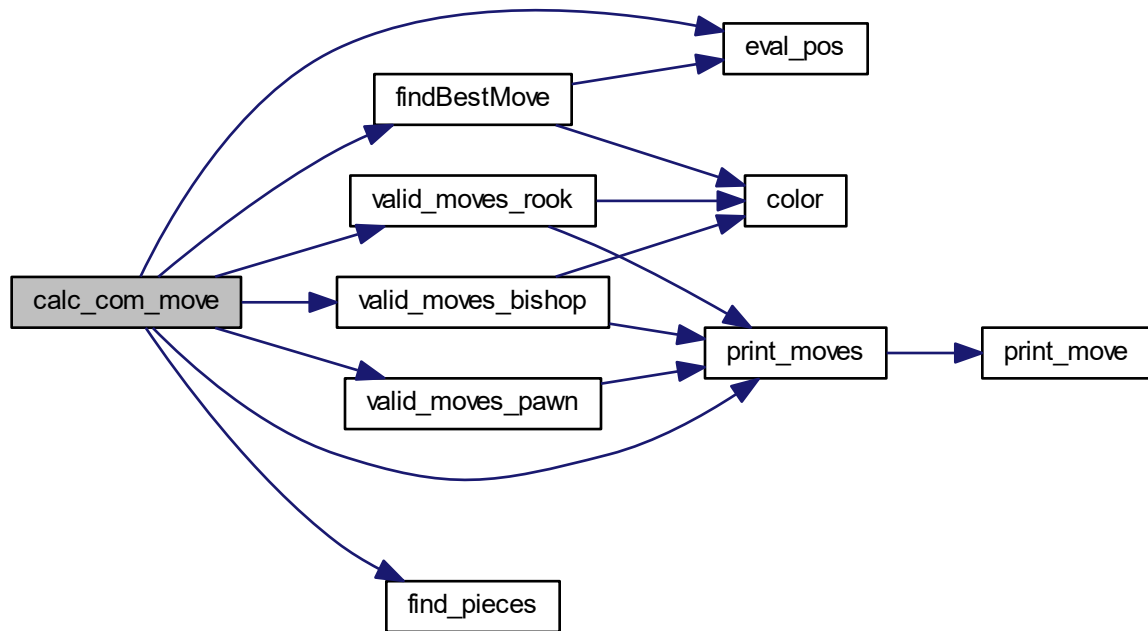 eval_pos
findBestMove
valid_moves_rook
color
calc_com_move
valid_moves_bishop
print_moves
print_move
valid_moves_pawn
find_pieces